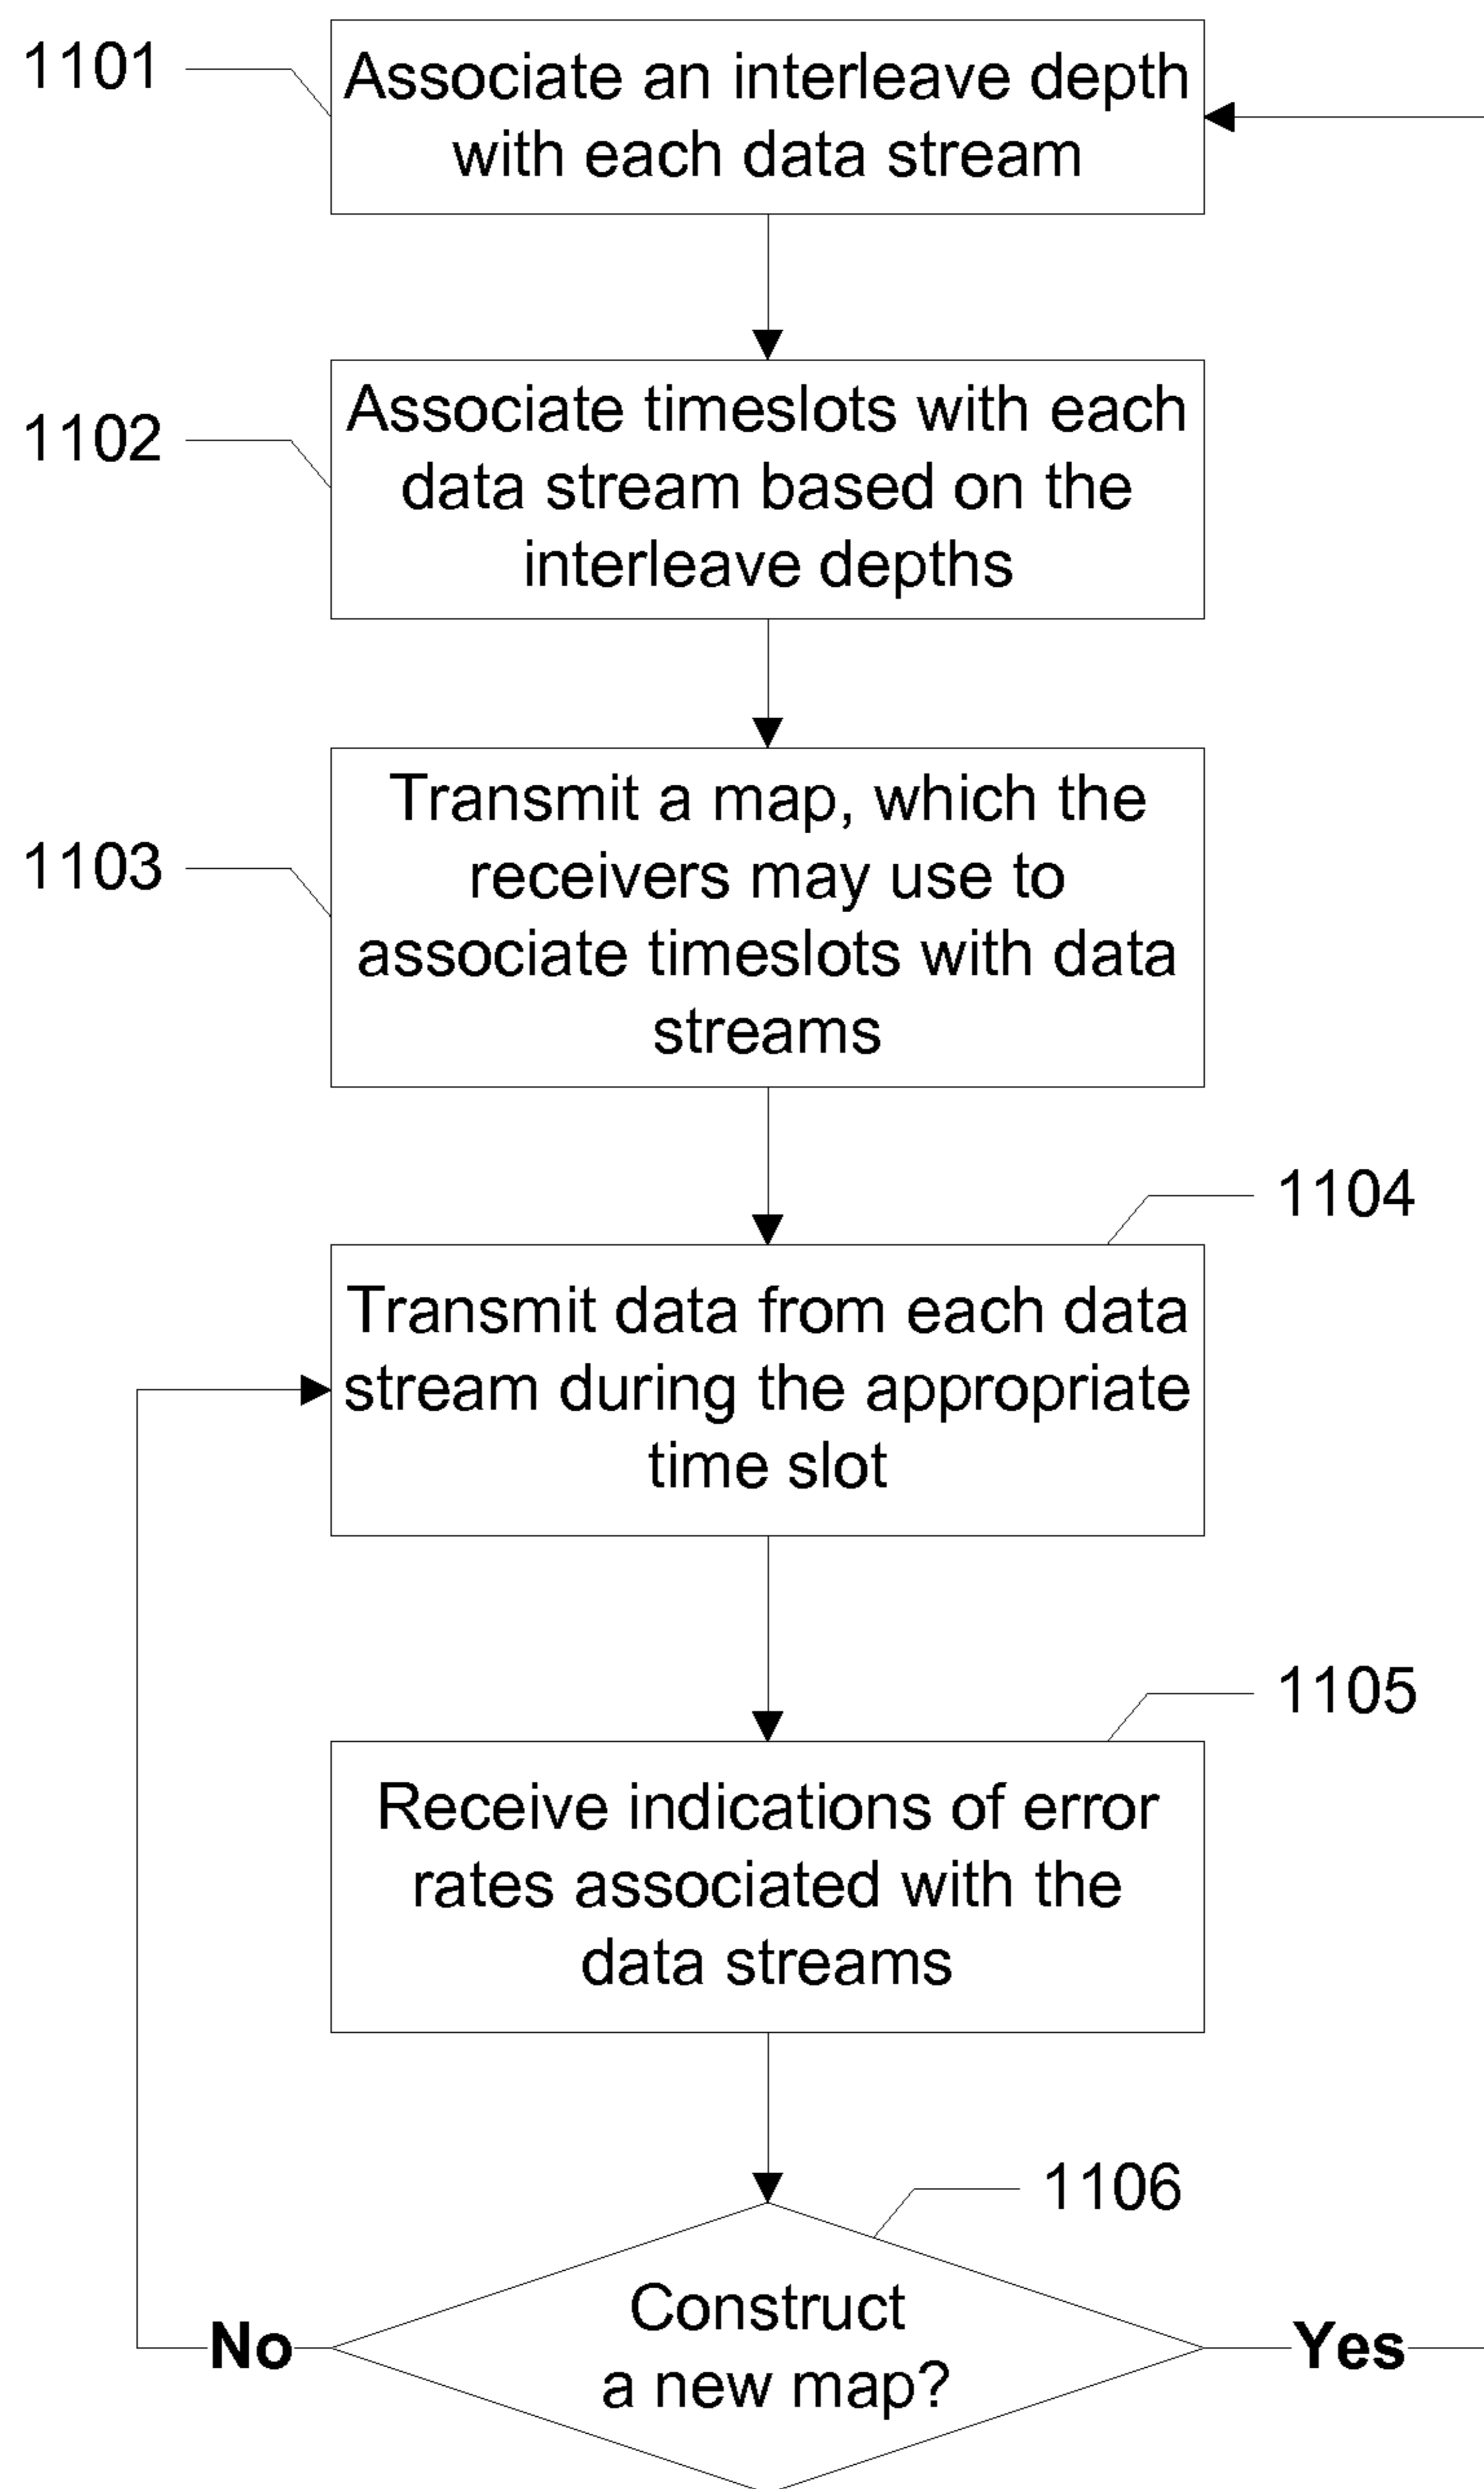 1101
Associate an interleave depth
with each data stream
1102
Associate timeslots with each
data stream based on the
interleave depths
1103
Transmit a map, which the
receivers may use to
associate timeslots with data
streams
1104
Transmit data from each data
stream during the appropriate
time slot
1105
Receive indications of error
rates associated with the
data streams
1106
Construct
a new map?
No
Yes